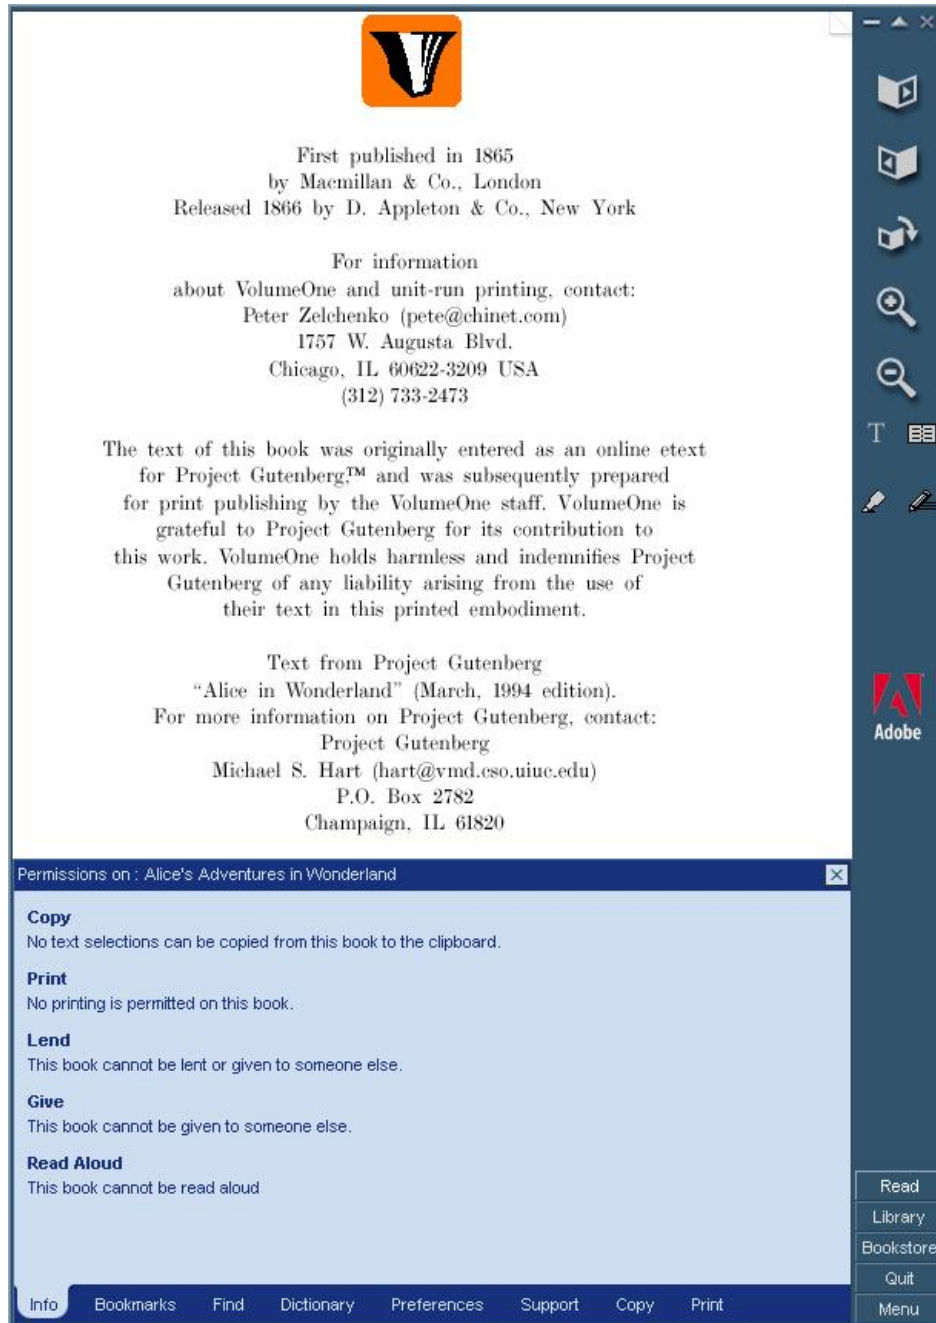 First published in 1865
by Macmillan & Co., London
Released 1866 by D. Appleton & Co., New York
For information
about VolumeOne and unit-run printing, contact:
Peter Zelchenko (pete@chinet.com)
1757 W. Augusta Blvd.
Chicago, IL 60622-3209 USA
(312) 733-2473
The text of this book was originally entered as an online etext
for Project Gutenberg,™ and was subsequently prepared
for print publishing by the VolumeOne staff. VolumeOne is
grateful to Project Gutenberg for its contribution to
this work. VolumeOne holds harmless and indemnifies Project
Gutenberg of any liability arising from the use of
their text in this printed embodiment.
Text from Project Gutenberg
“Alice in Wonderland” (March, 1994 edition).
For more information on Project Gutenberg, contact:
Project Gutenberg
Michael S. Hart (hart@vmd.cso.uiuc.edu)
P.O. Box 2782
Champaign, IL 61820
T
Adobe
Permissions on : Alice's Adventures in Wonderland
Copy
No text selections can be copied from this book to the clipboard.
Print
No printing is permitted on this book.
Lend
This book cannot be lent or given to someone else.
Give
This book cannot be given to someone else.
Read Aloud
This book cannot be read aloud
Read
Library
Bookstore
Quit
Menu
Info Bookmarks Find Dictionary Preferences Support Copy Print